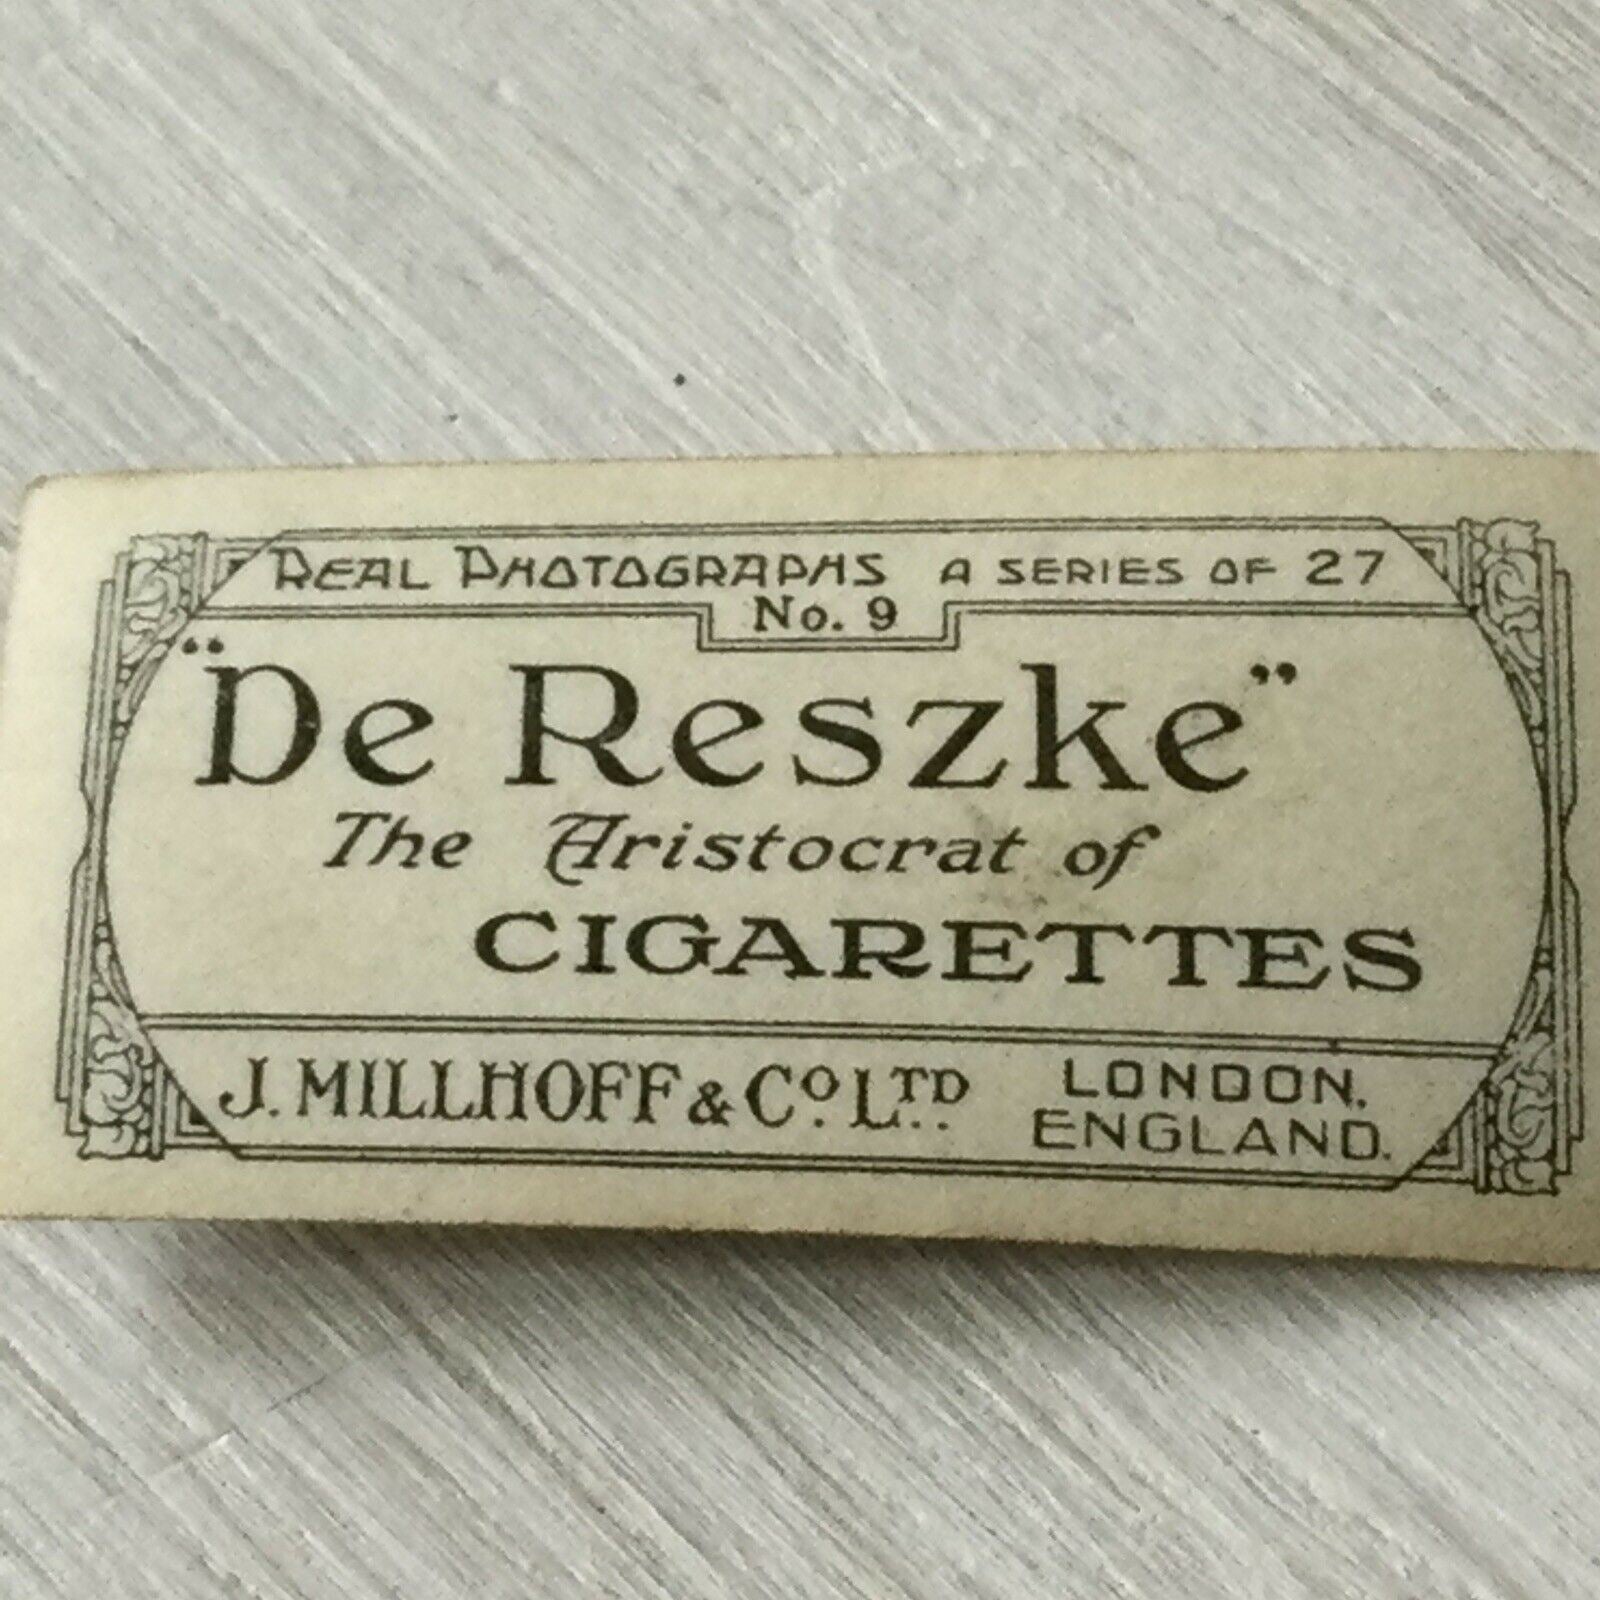 REAL PHOTOGRAPHS A SERIES OF 27
No. 9
"De Reszke"
The Aristocrat of
CIGARETTES
J. MILLHOFF & Co. LTD.
LONDON.
ENGLAND.